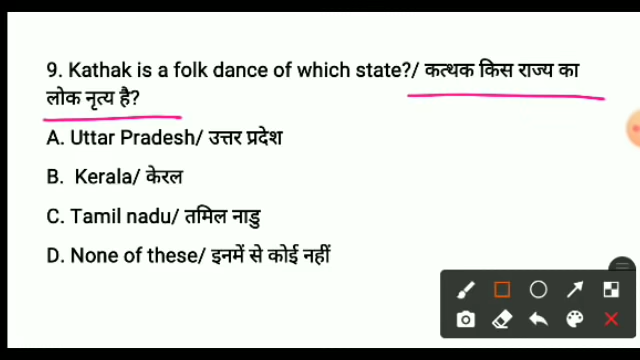 9. Kathak is a folk dance of which state?/ कत्थक किस राज्य का
लोक नृत्य है?
A. Uttar Pradesh/ उत्तर प्रदेश
B. Kerala/ केरल
C. Tamil nadu/ तमिल नाडु
D. None of these/ इनमें से कोई नहीं